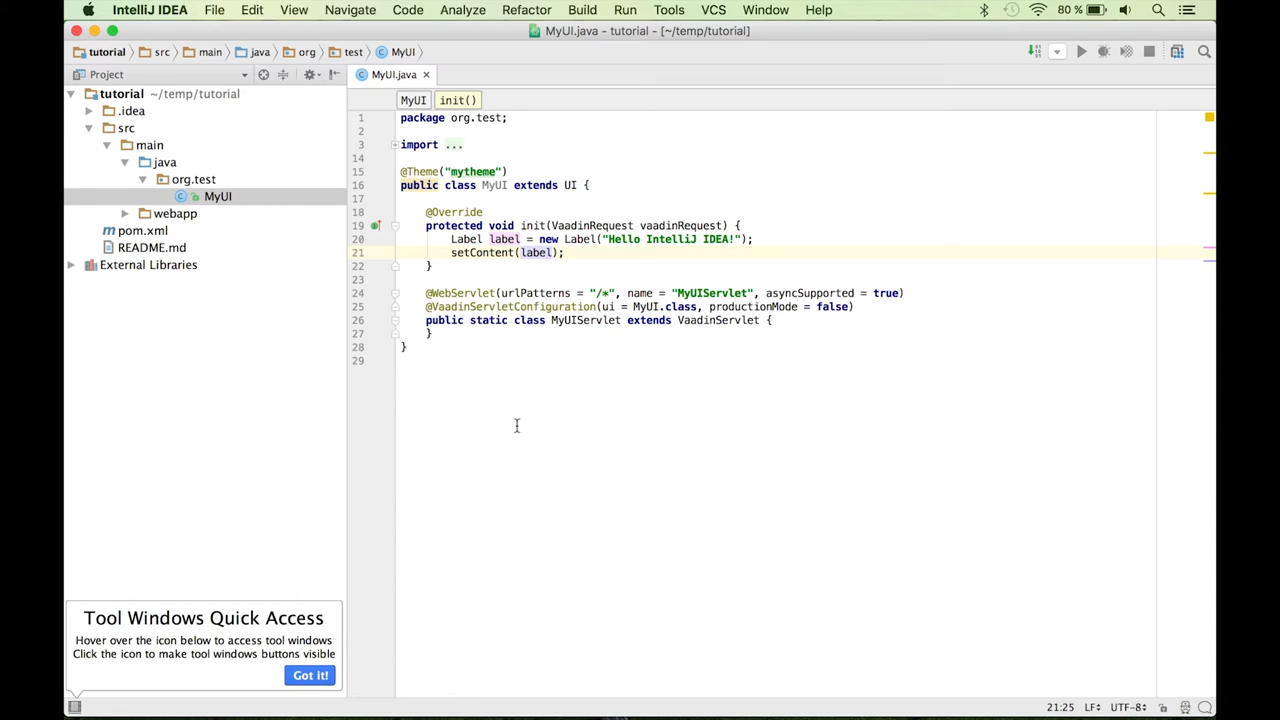 IntelliJ IDEA File Edit View Navigate Code Analyze Refactor Build Run Tools VCS Window Help 80 %
MyUI.java - tutorial - [~/temp/tutorial]
tutorial src main java org test MyUI
Project
MyUI.java
tutorial ~/temp/tutorial
.idea
src
main
java
org.test
MyUI
webapp
pom.xml
README.md
External Libraries
MyUI init()
1 package org.test;
2
3 import ...
14
15 @Theme("mytheme")
16 public class MyUI extends UI {
17
18 @Override
19 protected void init(VaadinRequest vaadinRequest) {
20 Label label = new Label("Hello IntelliJ IDEA!");
21 setContent(label);
22 }
23
24 @WebServlet(urlPatterns = "/*", name = "MyUIServlet", asyncSupported = true)
25 @VaadinServletConfiguration(ui = MyUI.class, productionMode = false)
26 public static class MyUIServlet extends VaadinServlet {
27 }
28 }
29
Tool Windows Quick Access
Hover over the icon below to access tool windows
Click the icon to make tool windows buttons visible
Got it!
21:25 LF UTF-8